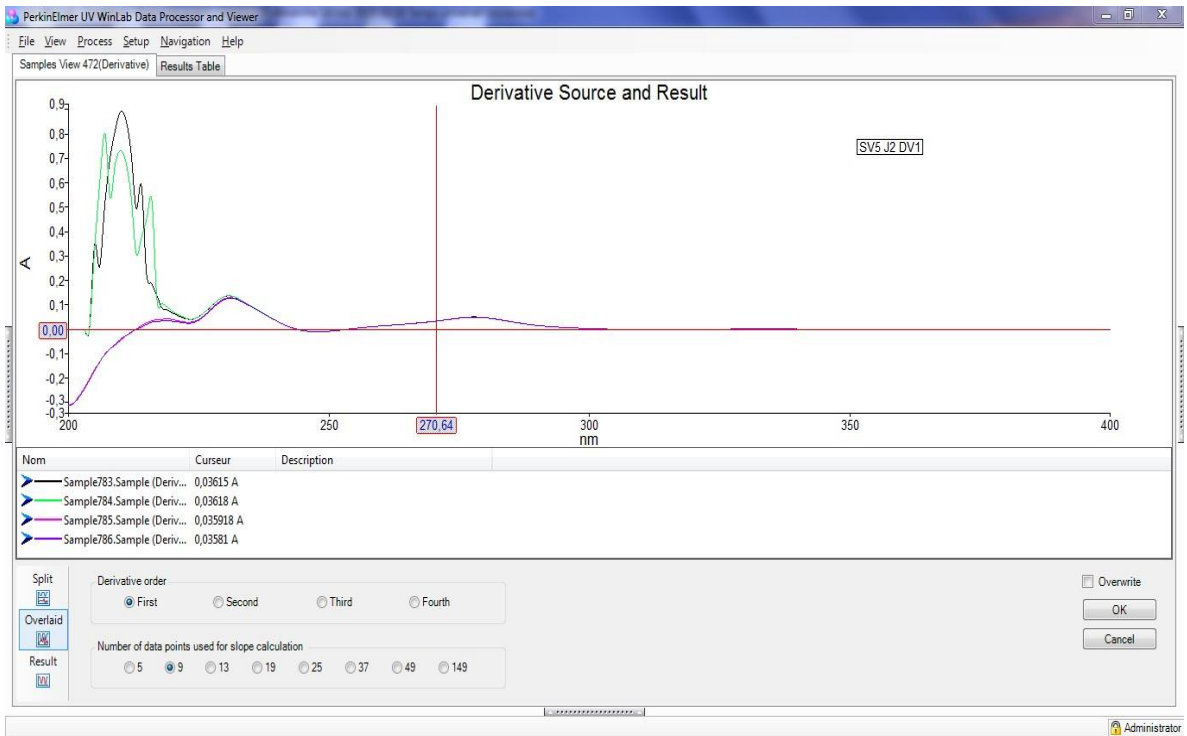 PerkinElmer UV WinLab Data Processor and Viewer
File View Process Setup Navigation Help
Samples View 472(Derivative) Results Table
Derivative Source and Result
SV5 J2 DV1
A
0,9
0,8
0,7
0,6
0,5
0,4
0,3
0,2
0,1
0,00
-0,1
-0,2
-0,3
-0,3
200 250 270,64 300 350 400
nm
Nom Curseur Description
Sample783.Sample (Deriv... 0,03615 A
Sample784.Sample (Deriv... 0,03618 A
Sample785.Sample (Deriv... 0,035918 A
Sample786.Sample (Deriv... 0,03581 A
Split
Overlaid
Result
Derivative order
First Second Third Fourth
Number of data points used for slope calculation
5 9 13 19 25 37 49 149
Overwrite
OK
Cancel
Administrator